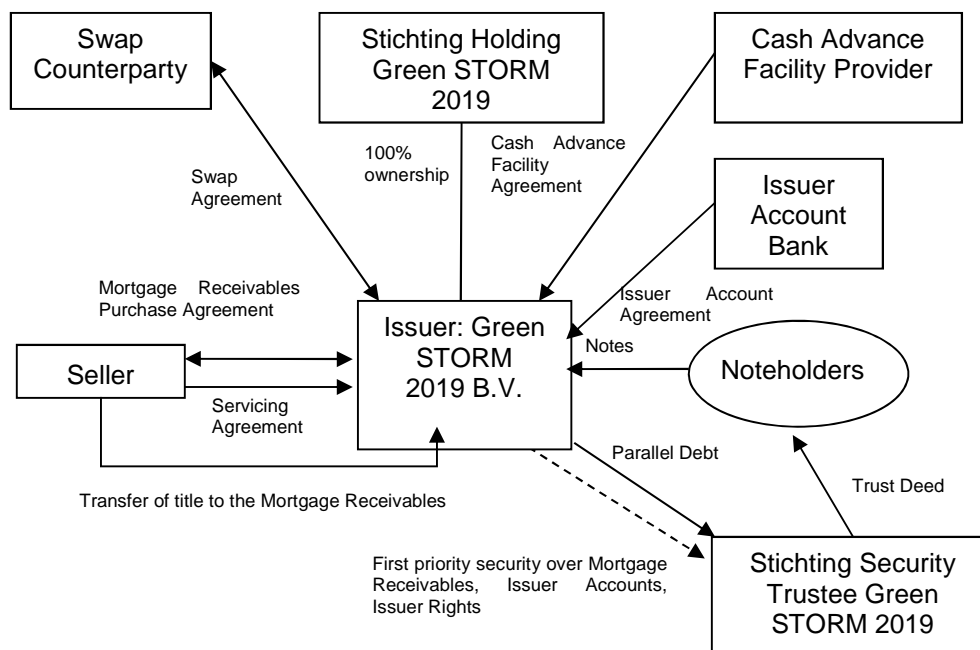 Swap
Counterparty
Stichting Holding
Green STORM
2019
Cash Advance
Facility Provider
100%
ownership
Cash Advance
Facility
Agreement
Swap
Agreement
Issuer
Account
Bank
Mortgage Receivables
Purchase Agreement
Issuer Account
Agreement
Issuer: Green
STORM
2019 B.V.
Notes
Seller
Noteholders
Servicing
Agreement
Parallel Debt
Trust Deed
Transfer of title to the Mortgage Receivables
First priority security over Mortgage
Receivables, Issuer Accounts,
Issuer Rights
Stichting Security
Trustee Green
STORM 2019